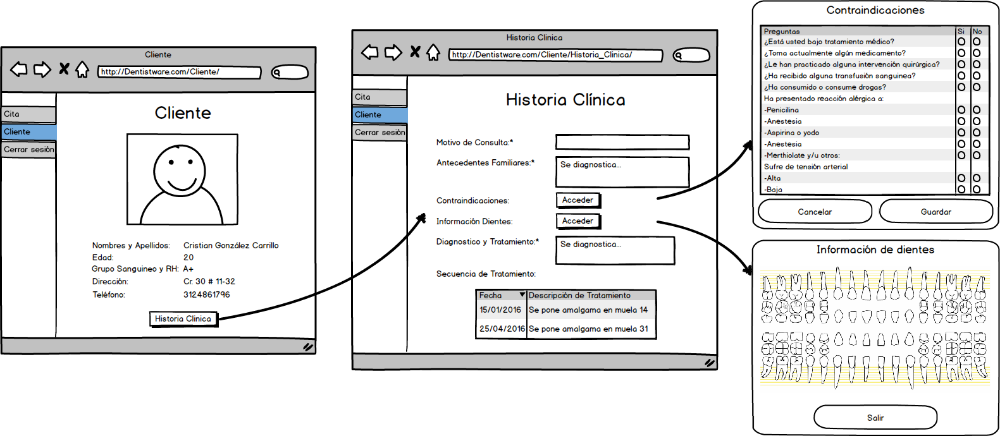 Cliente
http://Dentistware.com/Cliente/
Cita
Cliente
Cerrar sesión
Cliente
Nombres y Apellidos: Cristian González Carrillo
Edad: 20
Grupo Sanguineo y RH: A+
Dirección: Cr. 30 # 11-32
Teléfono: 3124861796
Historia Clinica
Historia Clinica
http://Dentistware.com/Cliente/Historia_Clinica/
Cita
Cliente
Cerrar sesión
Historia Clínica
Motivo de Consulta:*
Antecedentes Familiares:* Se diagnostica...
Contraindicaciones: Acceder
Información Dientes: Acceder
Diagnostico y Tratamiento:* Se diagnostica...
Secuencia de Tratamiento:
Fecha Descripción de Tratamiento
15/01/2016 Se pone amalgama en muela 14
25/04/2016 Se pone amalgama en muela 31
Contraindicaciones
Preguntas Si No
¿Está usted bajo tratamiento médico?
¿Toma actualmente algún medicamento?
¿Le han practicado alguna intervención quirúrgica?
¿Ha recibido alguna transfusión sanguinea?
¿Ha consumido o consume drogas?
Ha presentado reacción alérgica a:
-Penicilina
-Anestesia
-Aspirina o yodo
-Anestesia
-Merthiolate y/u otros:
Sufre de tensión arterial
-Alta
-Baja
Cancelar Guardar
Información de dientes
Salir